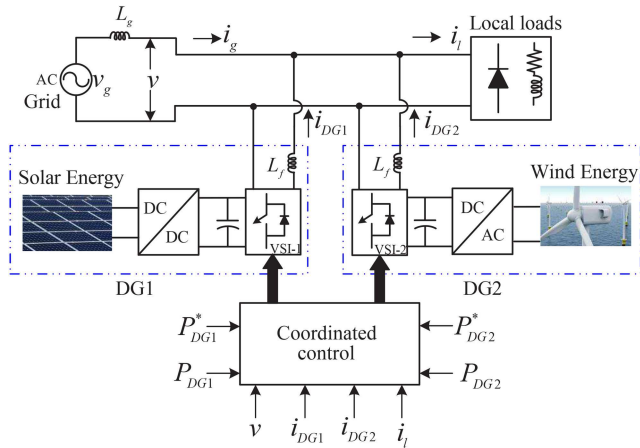 L_g
i_g
i_l
Local loads
AC
v_g
v
Grid
i_DG1
i_DG2
Solar Energy
L_f
L_f
Wind Energy
DC
DC
VSI-1
VSI-2
DC
AC
DG1
DG2
P*_DG1
Coordinated
control
P*_DG2
P_DG1
P_DG2
v
i_DG1
i_DG2
i_l